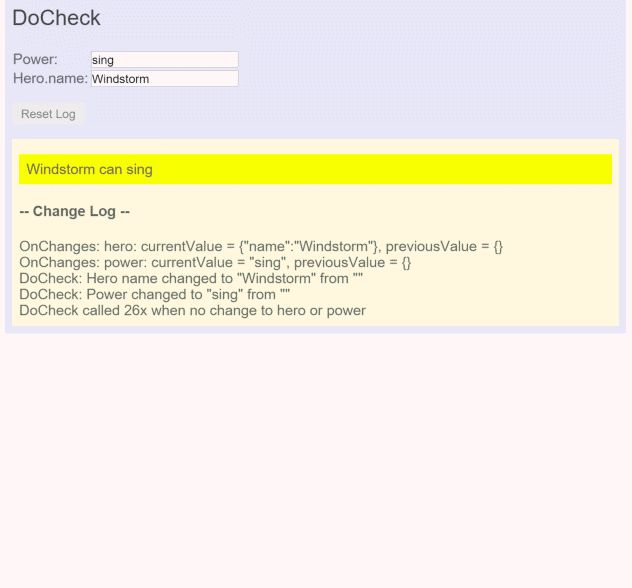 DoCheck
Power: sing
Hero.name: Windstorm
Reset Log
Windstorm can sing
-- Change Log --
OnChanges: hero: currentValue = {"name":"Windstorm"}, previousValue = {}
OnChanges: power: currentValue = "sing", previousValue = {}
DoCheck: Hero name changed to "Windstorm" from ""
DoCheck: Power changed to "sing" from ""
DoCheck called 26x when no change to hero or power